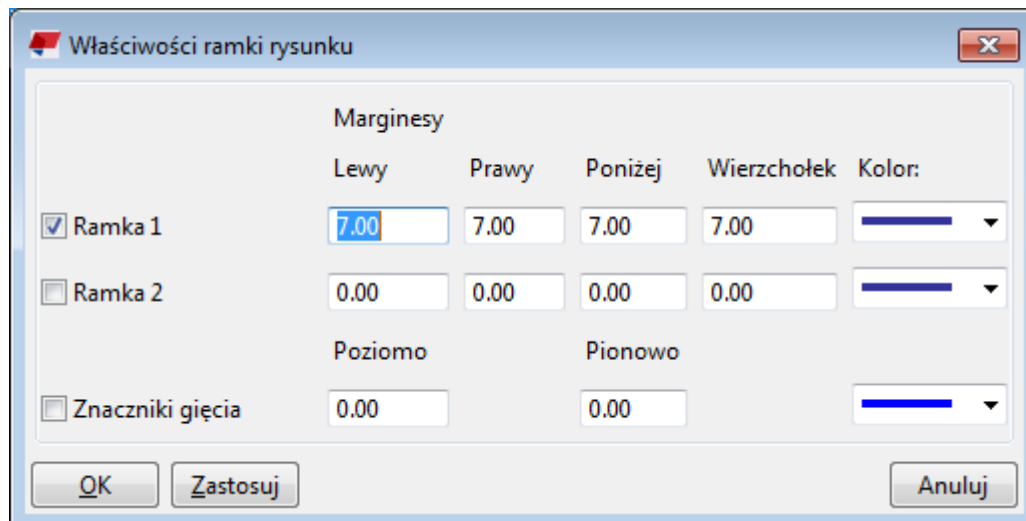 Właściwości ramki rysunku
Marginesy
Lewy Prawy Poniżej Wierzchołek Kolor:
Ramka 1 7.00 7.00 7.00 7.00
Ramka 2 0.00 0.00 0.00 0.00
Poziomo Pionowo
Znaczniki gięcia 0.00 0.00
OK Zastosuj Anuluj